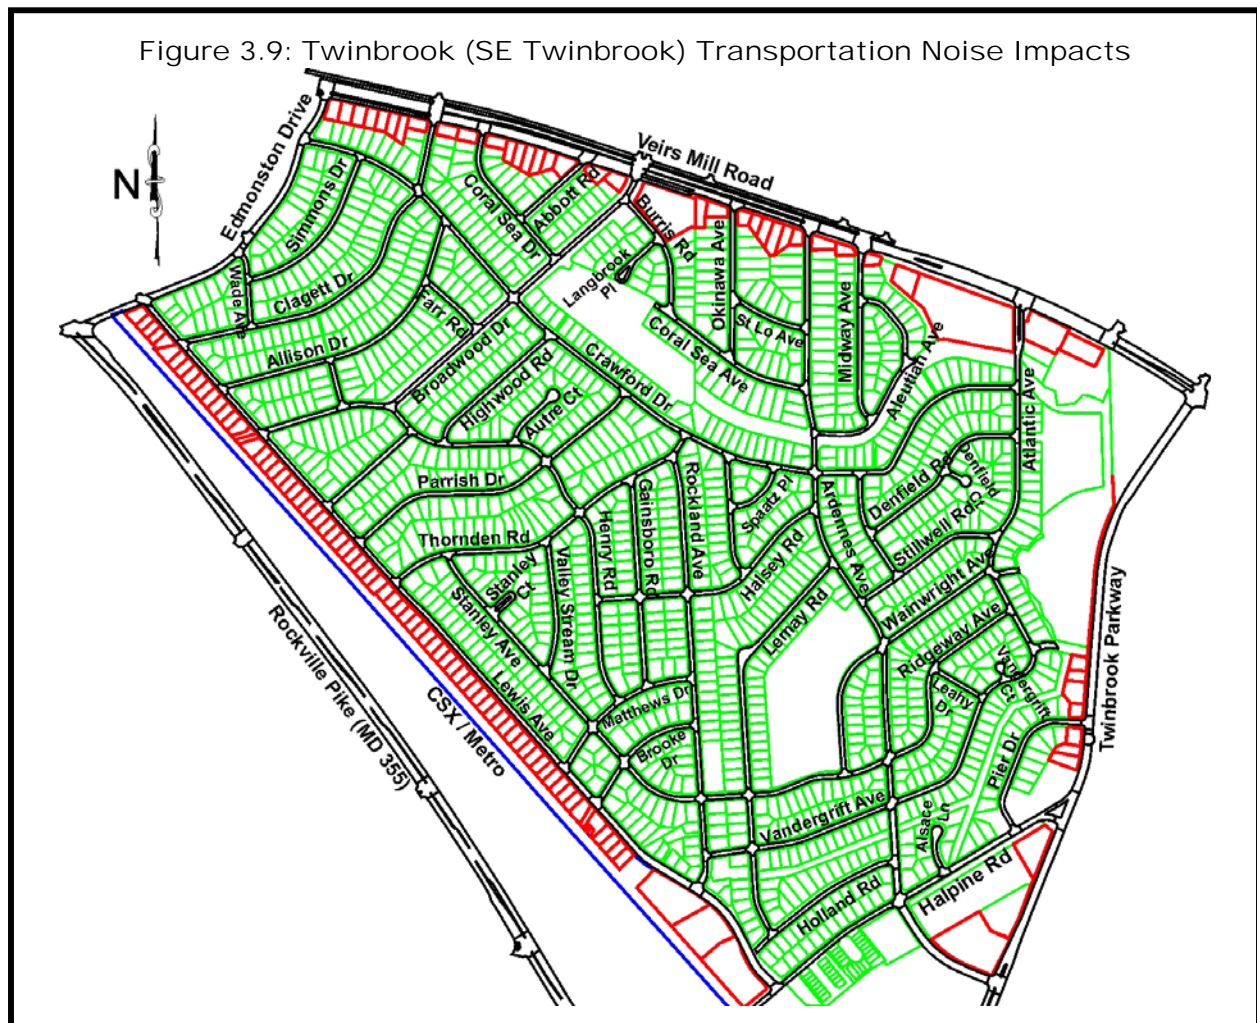 Figure 3.9: Twinbrook (SE Twinbrook) Transportation Noise Impacts
N
Edmonston Drive
Veirs Mill Road
Simmons Dr
Coral Sea Dr
Abbott Rd
Burris Rd
Wade Ave
Clagett Dr
Langbrook
Pl
Okinawa Ave
St Lo Ave
Midway Ave
Aleutian Ave
Farr Rd
Allison Dr
Coral Sea Ave
Broadwood Dr
Highwood Rd
Autre Ct
Crawford Dr
Atlantic Ave
Parrish Dr
Gainsboro Rd
Rockland Ave
Spaatz Pl
Ardennes Ave
Denfield Rd
Denfield
Ct
Thornden Rd
Henry Rd
Stillwell Rd
Stanley
Ct
Valley Stream Dr
Halsey Rd
Wainwright Ave
Stanley Ave
Lemay Rd
Ridgeway Ave
Rockville Pike (MD 355)
CSX / Metro
Lewis Ave
Matthews Dr
Leahy
Dr
Vandergrift
Ct
Twinbrook Parkway
Brooke
Dr
Pier Dr
Vandergrift Ave
Alsace
Ln
Halpine Rd
Holland Rd